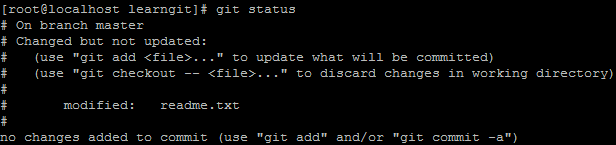 [root@localhost learngit]# git status
# On branch master
# Changed but not updated:
#   (use "git add <file>..." to update what will be committed)
#   (use "git checkout -- <file>..." to discard changes in working directory)
#
#       modified:   readme.txt
#
no changes added to commit (use "git add" and/or "git commit -a")